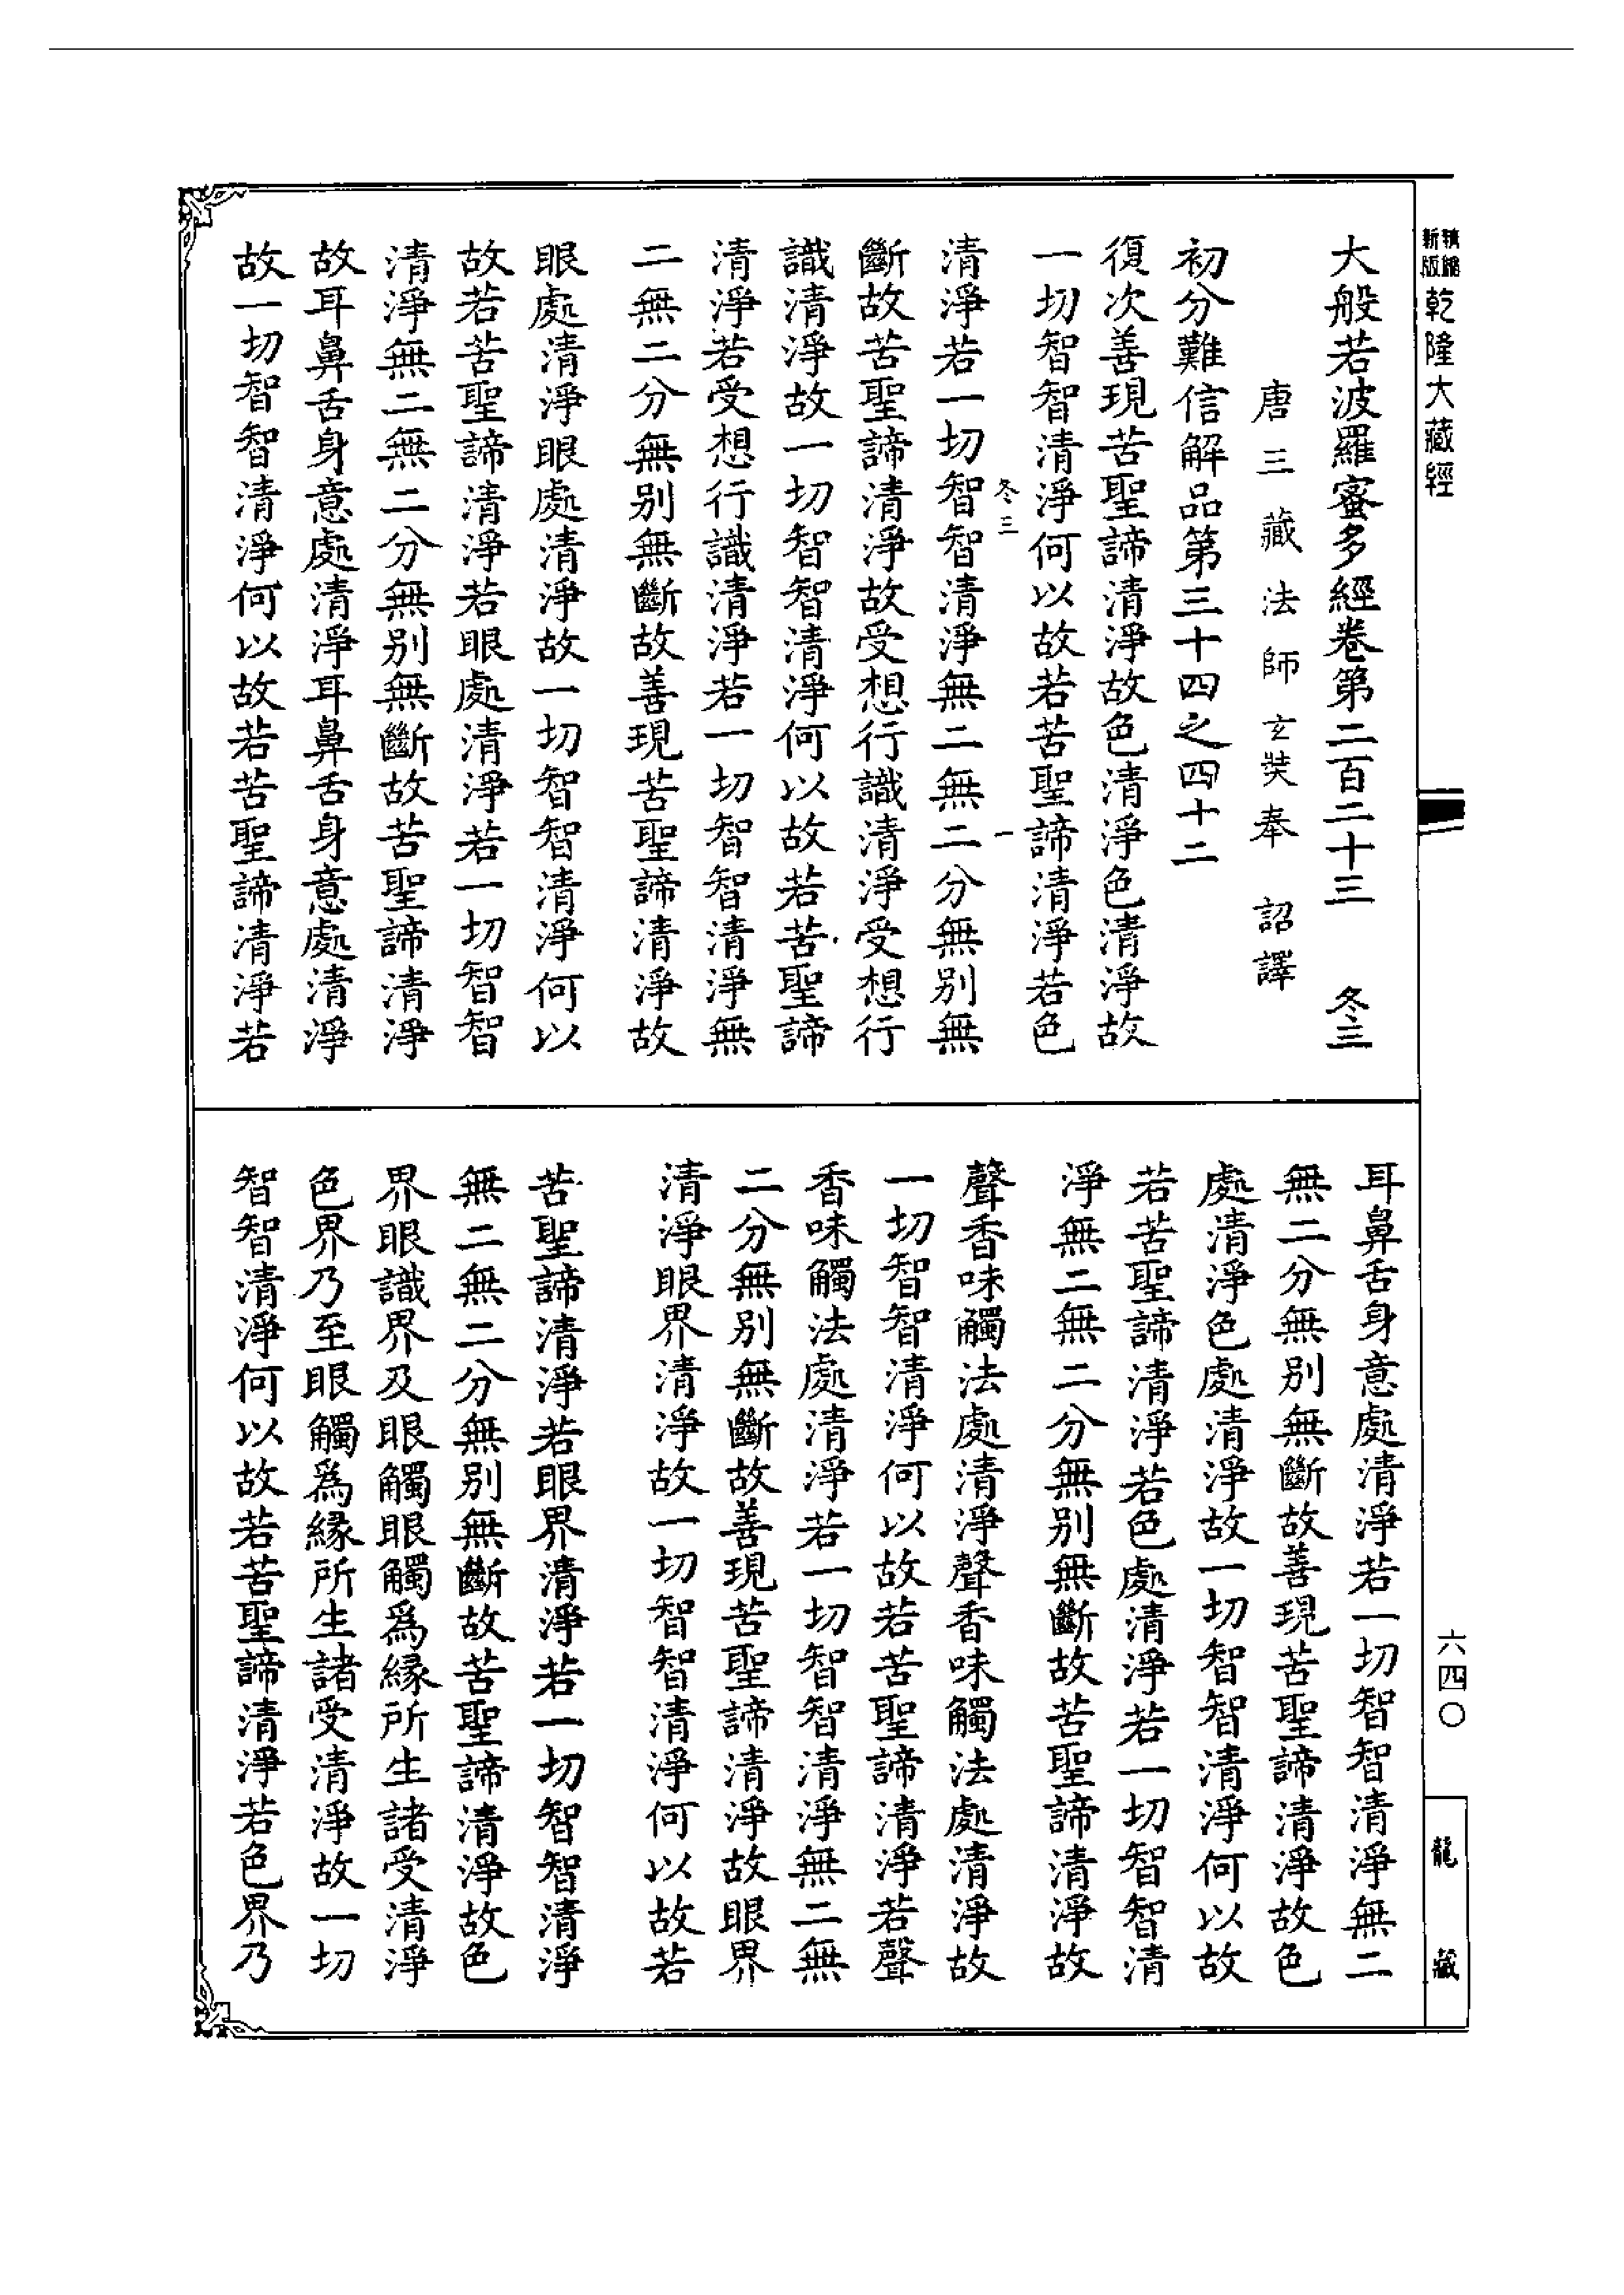 乾隆大藏經
新版
大般若波羅蜜多經卷第二百二十三　冬三
唐三藏法師玄奘奉　詔譯
初分難信解品第三十四之四十二
復次善現苦聖諦清淨故色清淨色清淨故
一切智智清淨何以故若苦聖諦清淨若色
冬三　一
清淨若一切智智清淨無二無二分無別無
斷故苦聖諦清淨故受想行識清淨受想行
識清淨故一切智智清淨何以故若苦聖諦
清淨若受想行識清淨若一切智智清淨無
二無二分無別無斷故善現苦聖諦清淨故
眼處清淨眼處清淨故一切智智清淨何以
故若苦聖諦清淨若眼處清淨若一切智智
清淨無二無二分無別無斷故苦聖諦清淨
故耳鼻舌身意處清淨耳鼻舌身意處清淨
故一切智智清淨何以故若苦聖諦清淨若
耳鼻舌身意處清淨若一切智智清淨無二
無二分無別無斷故善現苦聖諦清淨故色
處清淨色處清淨故一切智智清淨何以故
若苦聖諦清淨若色處清淨若一切智智清
淨無二無二分無別無斷故苦聖諦清淨故
聲香味觸法處清淨聲香味觸法處清淨故
一切智智清淨何以故若苦聖諦清淨若聲
香味觸法處清淨若一切智智清淨無二無
二分無別無斷故善現苦聖諦清淨故眼界
清淨眼界清淨故一切智智清淨何以故若
苦聖諦清淨若眼界清淨若一切智智清淨
無二無二分無別無斷故苦聖諦清淨故色
界眼識界及眼觸眼觸爲緣所生諸受清淨
色界乃至眼觸爲緣所生諸受清淨故一切
智智清淨何以故若苦聖諦清淨若色界乃
六四〇
龍藏